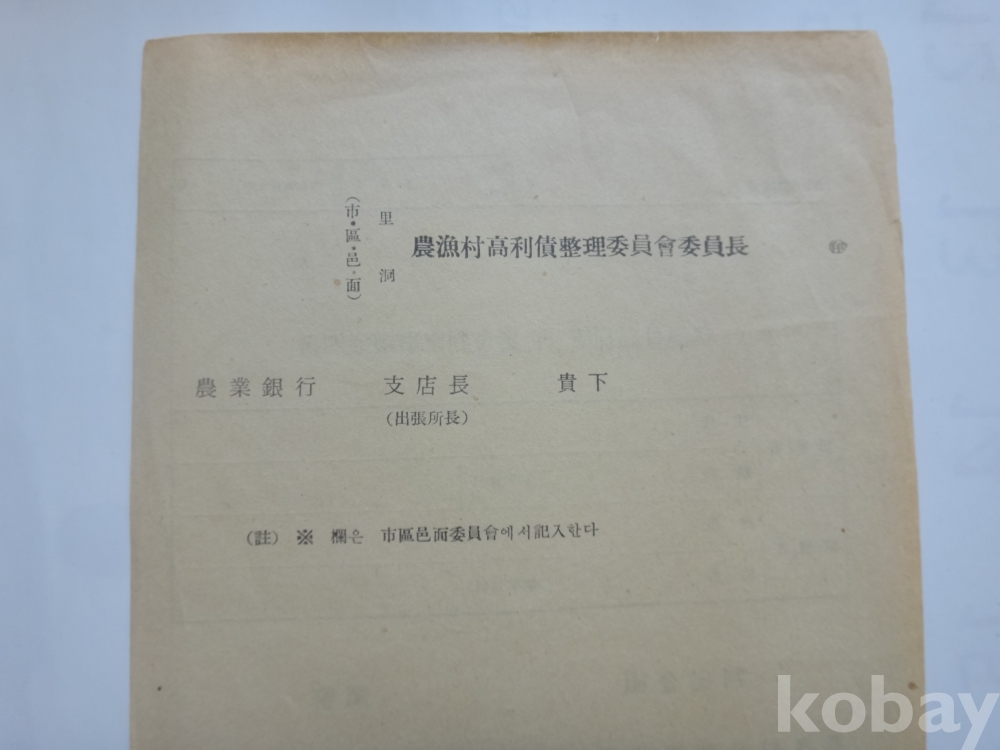 (市·區·邑·面) 里 洞 農漁村高利債整理委員會委員長 ㊞
農業銀行 支店長 貴下
(出張所長)
(註) ※ 欄은 市區邑面委員會에서記入한다
kobay